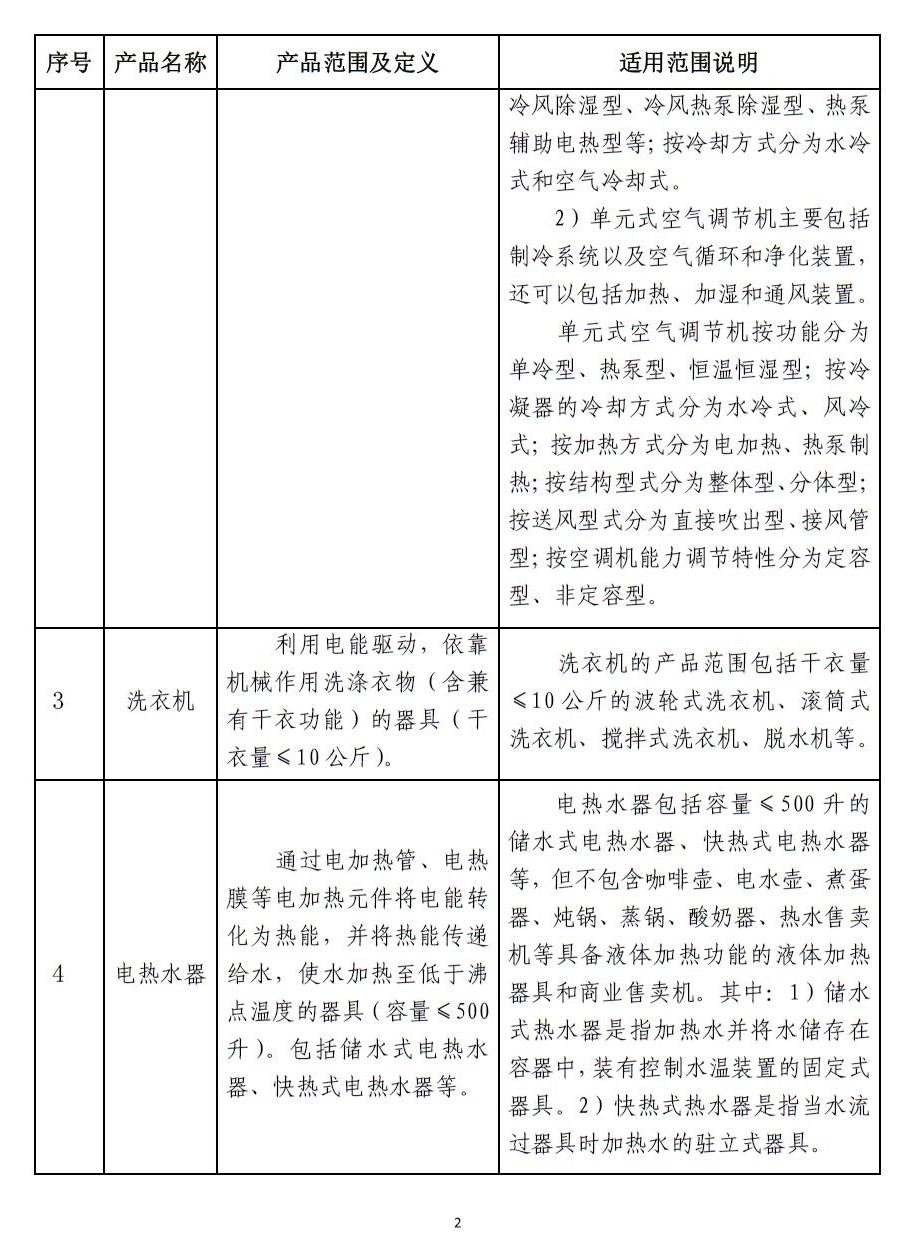 序号 产品名称 产品范围及定义 适用范围说明
冷风除湿型、冷风热泵除湿型、热泵
辅助电热型等；按冷却方式分为水冷
式和空气冷却式。
2）单元式空气调节机主要包括
制冷系统以及空气循环和净化装置，
还可以包括加热、加湿和通风装置。
单元式空气调节机按功能分为
单冷型、热泵型、恒温恒湿型；按冷
凝器的冷却方式分为水冷式、风冷
式；按加热方式分为电加热、热泵制
热；按结构型式分为整体型、分体型；
按送风型式分为直接吹出型、接风管
型；按空调机能力调节特性分为定容
型、非定容型。
3
洗衣机
利用电能驱动，依靠
机械作用洗涤衣物（含兼
有干衣功能）的器具（干
衣量≤10公斤）。
洗衣机的产品范围包括干衣量
≤10公斤的波轮式洗衣机、滚筒式
洗衣机、搅拌式洗衣机、脱水机等。
4
电热水器
通过电加热管、电热
膜等电加热元件将电能转
化为热能，并将热能传递
给水，使水加热至低于沸
点温度的器具（容量≤500
升）。包括储水式电热水
器、快热式电热水器等。
电热水器包括容量≤500升的
储水式电热水器、快热式电热水器
等，但不包含咖啡壶、电水壶、煮蛋
器、炖锅、蒸锅、酸奶器、热水售卖
机等具备液体加热功能的液体加热
器具和商业售卖机。其中：1）储水
式热水器是指加热水并将水储存在
容器中，装有控制水温装置的固定式
器具。2）快热式热水器是指当水流
过器具时加热水的驻立式器具。
2